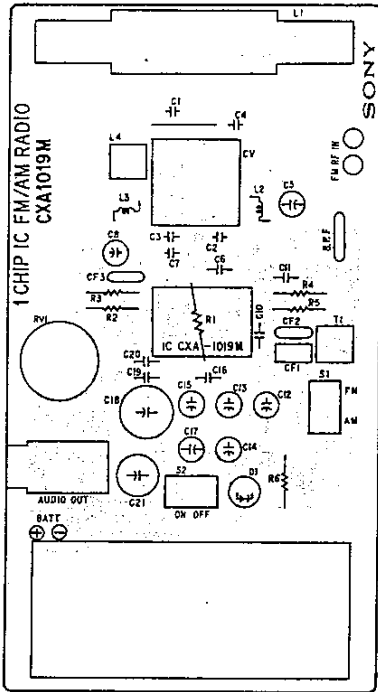 L1
SONY
1 CHIP IC FM/AM RADIO
CXA1019M
C1
C4
L4
CV
FM RF IN
L3
L2
C5
B.P.F
C8
C3
C2
C7
C6
CF3
C11
R3
R4
R2
R5
RV1
R1
C10
CF2
T1
IC CXA-1019M
C20
CF1
C19
C16
S1
C15
C13
C12
FM
C18
AM
C17
C14
S2
D1
R6
AUDIO OUT
C21
ON OFF
BATT
+ -